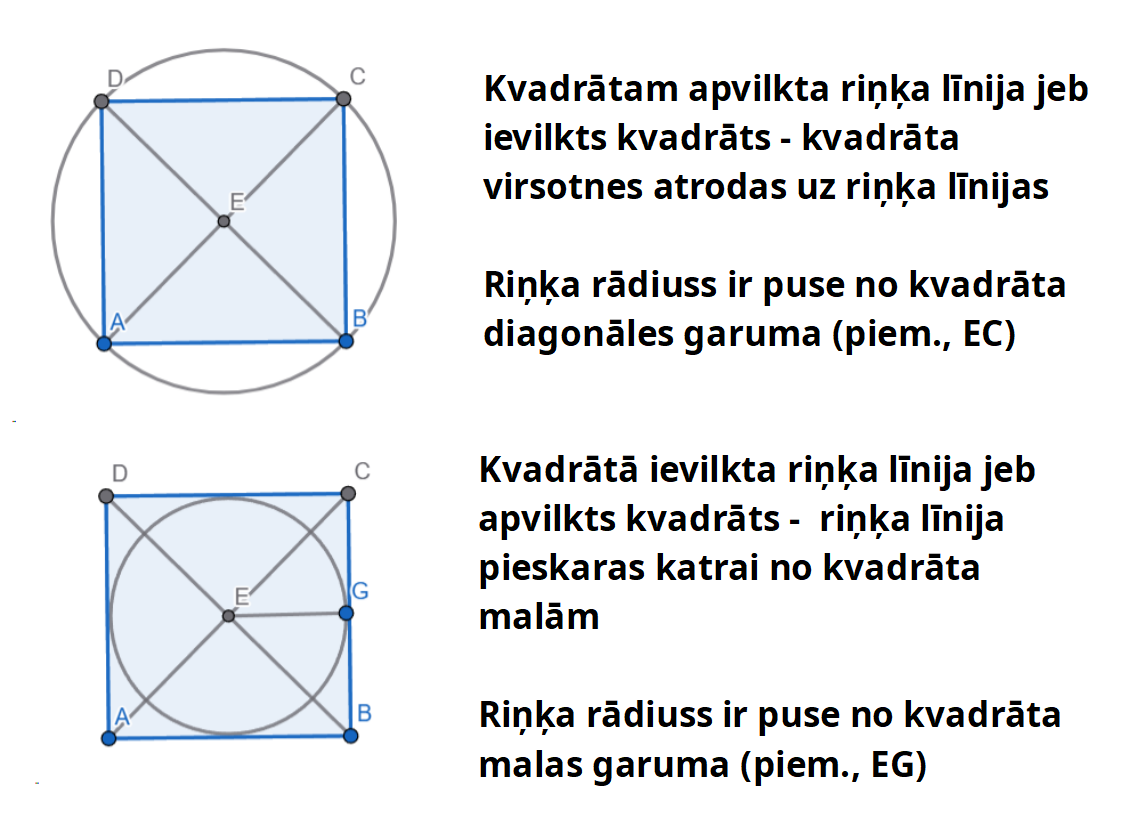 D
C
E
A
B
Kvadrātam apvilkta riņķa līnija jeb
ievilkts kvadrāts - kvadrāta
virsotnes atrodas uz riņķa līnijas
Riņķa rādiuss ir puse no kvadrāta
diagonāles garuma (piem., EC)
D
C
E
G
A
B
Kvadrātā ievilkta riņķa līnija jeb
apvilkts kvadrāts - riņķa līnija
pieskaras katrai no kvadrāta
malām
Riņķa rādiuss ir puse no kvadrāta
malas garuma (piem., EG)